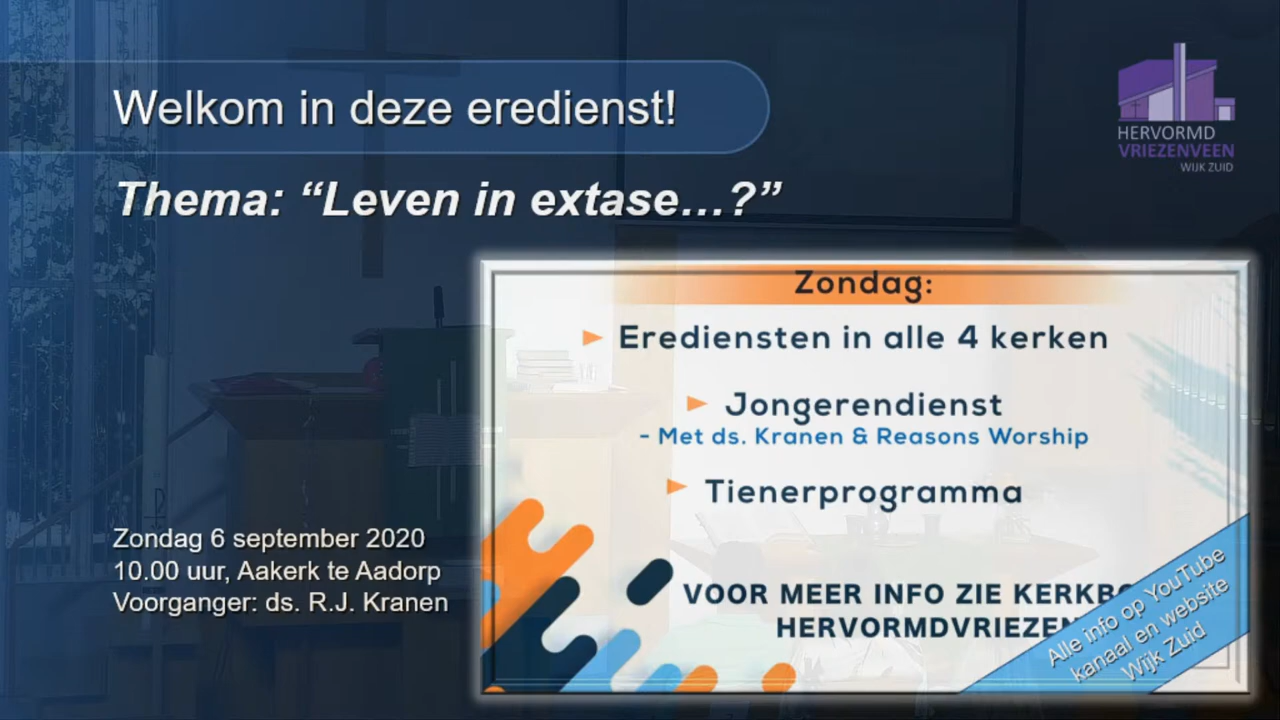 Welkom in deze eredienst!
HERVORMD
VRIEZENVEEN
WIJK ZUID
Thema: “Leven in extase…?”
Zondag:
Erediensten in alle 4 kerken
Jongerendienst
- Met ds. Kranen & Reasons Worship
Tienerprogramma
VOOR MEER INFO ZIE
Alle info op YouTube
kanaal en website
Wijk Zuid
Zondag 6 september 2020
10.00 uur, Aakerk te Aadorp
Voorganger: ds. R.J. Kranen